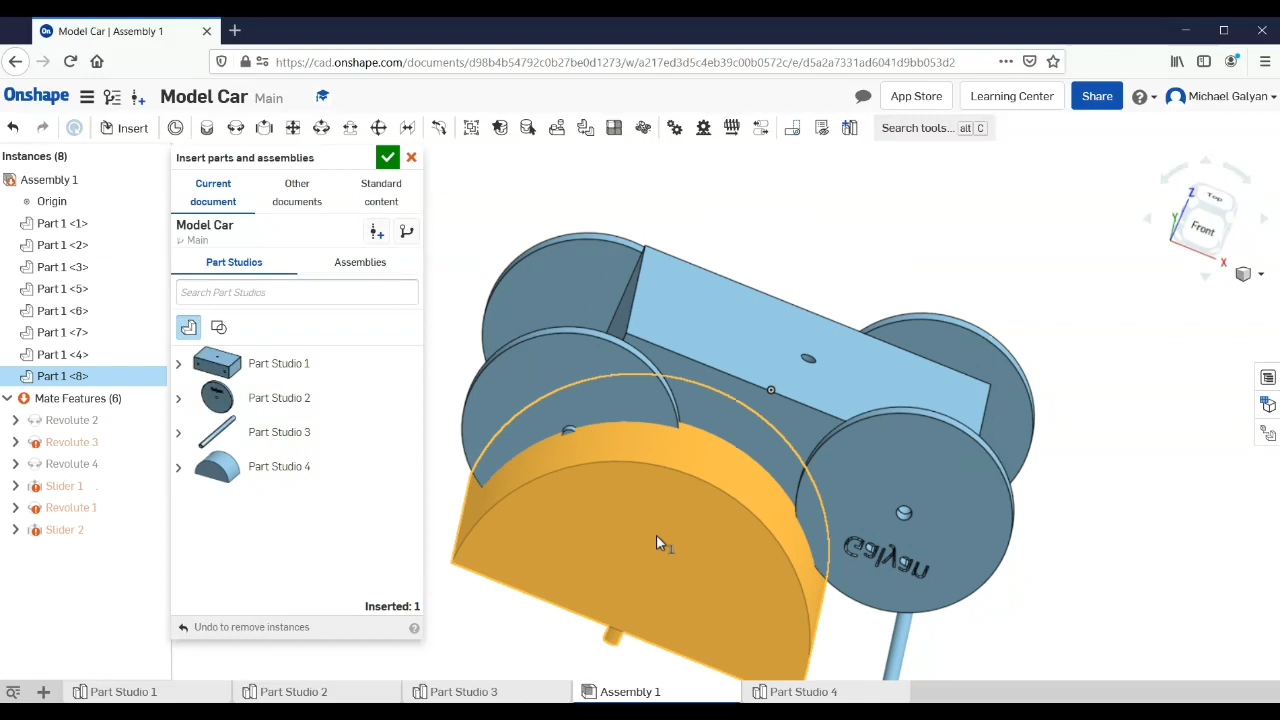 Model Car | Assembly 1
https://cad.onshape.com/documents/d98b4b54792c0b27be0d1273/w/a217ed3d5c4eb39c00b0572c/e/d5a2a7331ad6041d9bb053d2
Onshape
Model Car Main
App Store
Learning Center
Share
Michael Galyan
Insert
Search tools... alt C
Instances (8)
Assembly 1
Origin
Part 1 <1>
Part 1 <2>
Part 1 <3>
Part 1 <5>
Part 1 <6>
Part 1 <7>
Part 1 <4>
Part 1 <8>
Mate Features (6)
Revolute 2
Revolute 3
Revolute 4
Slider 1
Revolute 1
Slider 2
Insert parts and assemblies
Current document
Other documents
Standard content
Model Car
Main
Part Studios
Assemblies
Search Part Studios
Part Studio 1
Part Studio 2
Part Studio 3
Part Studio 4
Inserted: 1
Undo to remove instances
Top
Front
Z
Y
X
1
Galyan
Part Studio 1
Part Studio 2
Part Studio 3
Assembly 1
Part Studio 4